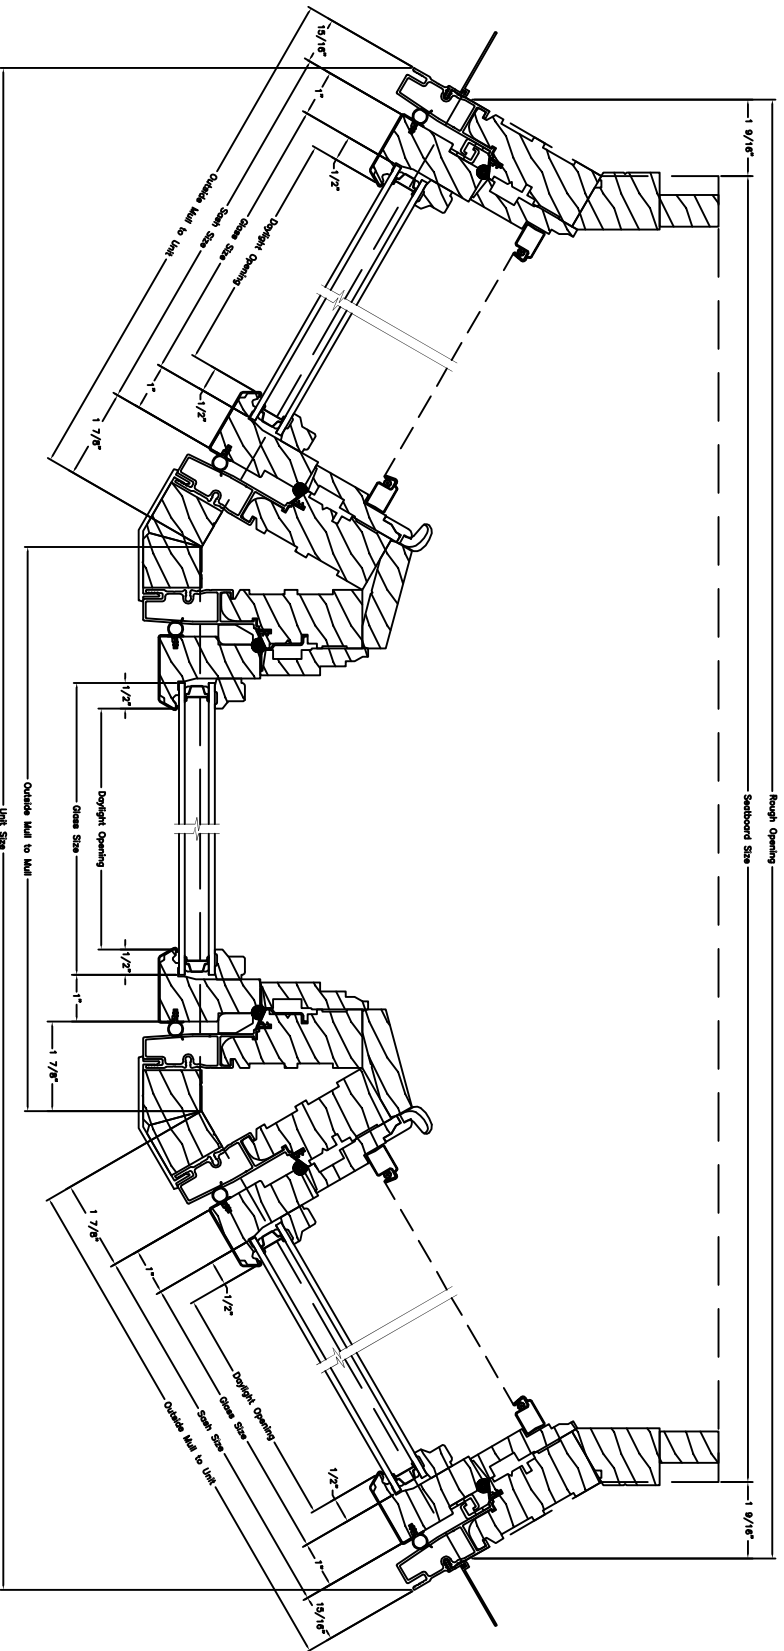 Rough Opening
1 9/16"
Seatboard Size
1 9/16"
15/16"
1"
1/2"
Daylight Opening
Glass Size
Sash Size
Outside Mull to Unit
1/2"
1"
1 7/8"
1/2"
Daylight Opening
Glass Size
Outside Mull to Mull
Unit Size
1/2"
1"
1 7/8"
1 7/8"
1"
1/2"
Daylight Opening
Glass Size
Sash Size
Outside Mull to Unit
1/2"
1"
15/16"